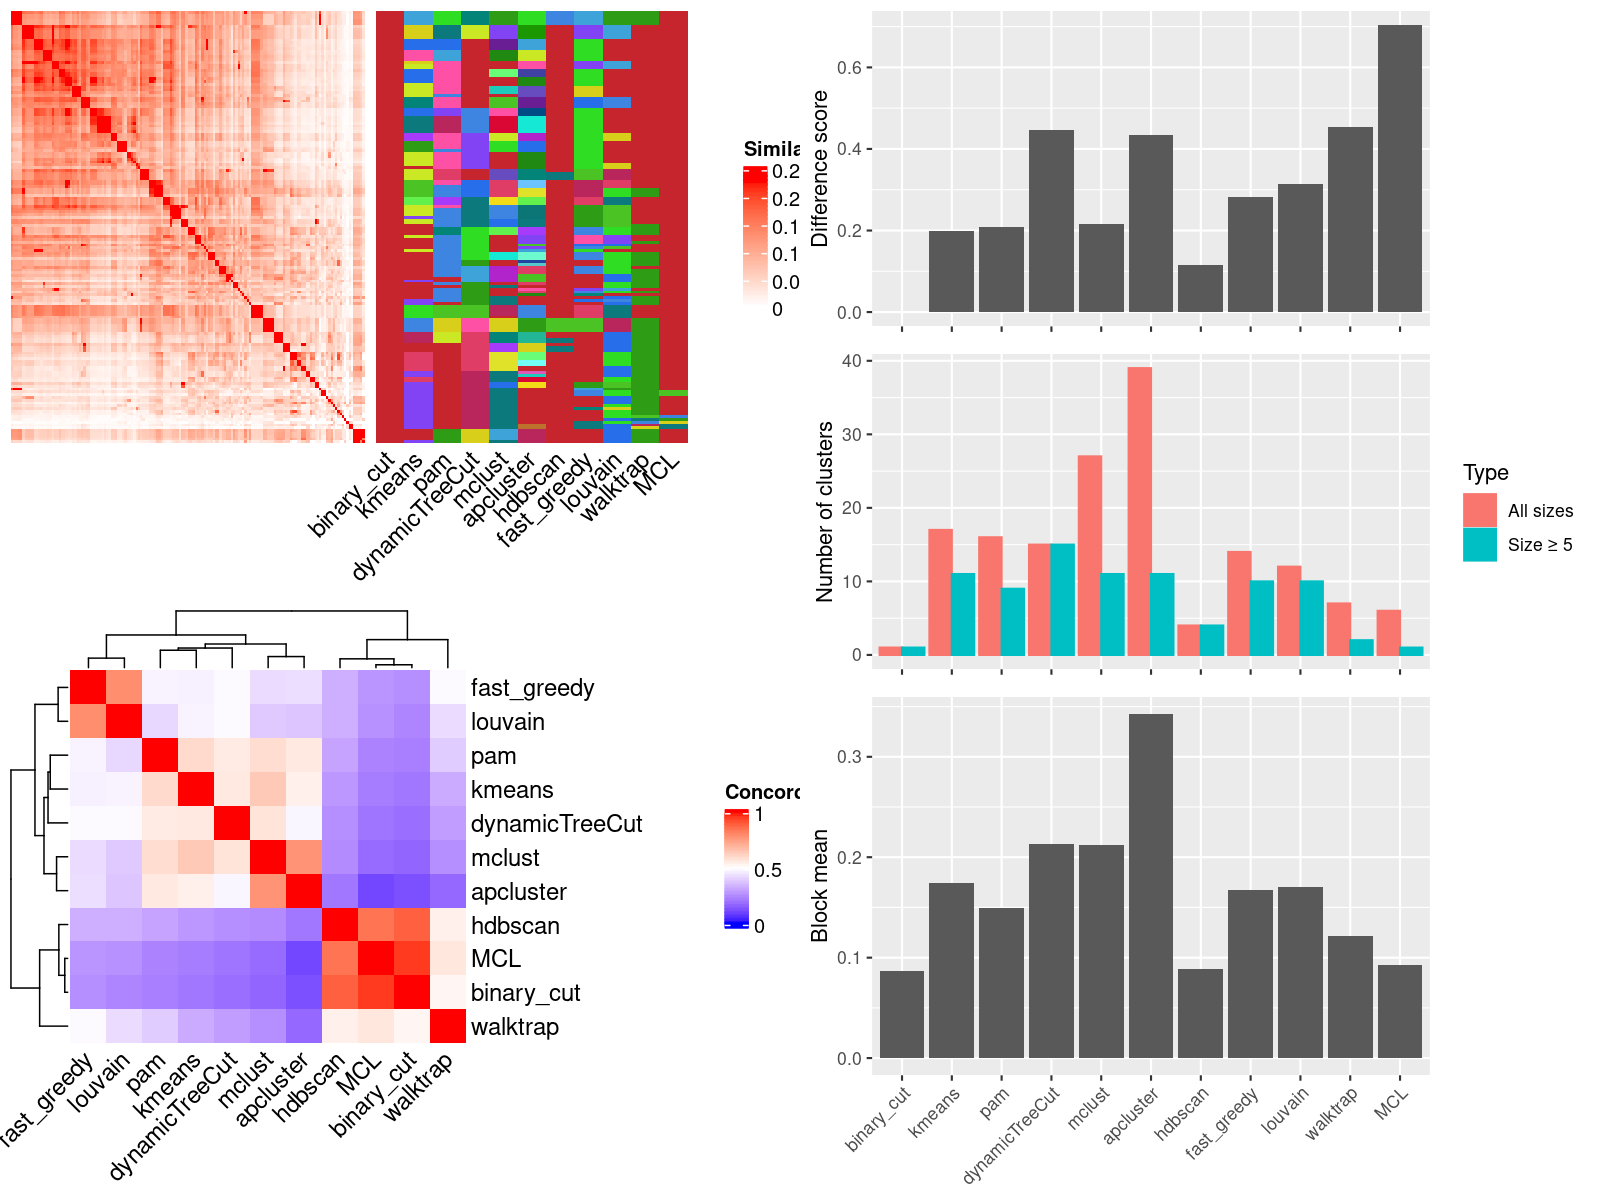 Simila
0.2
0.2
0.1
0.1
0.0
0
binary_cut
kmeans
pam
dynamicTreeCut
mclust
apcluster
hdbscan
fast_greedy
louvain
walktrap
MCL
fast_greedy
louvain
pam
kmeans
dynamicTreeCut
mclust
apcluster
hdbscan
MCL
binary_cut
walktrap
fast_greedy
louvain
pam
kmeans
dynamicTreeCut
mclust
apcluster
hdbscan
MCL
binary_cut
walktrap
Concord
1
0.5
0
Difference score
0.6
0.4
0.2
0.0
Number of clusters
40
30
20
10
0
Type
All sizes
Size ≥ 5
Block mean
0.3
0.2
0.1
0.0
binary_cut
kmeans
pam
dynamicTreeCut
mclust
apcluster
hdbscan
fast_greedy
louvain
walktrap
MCL